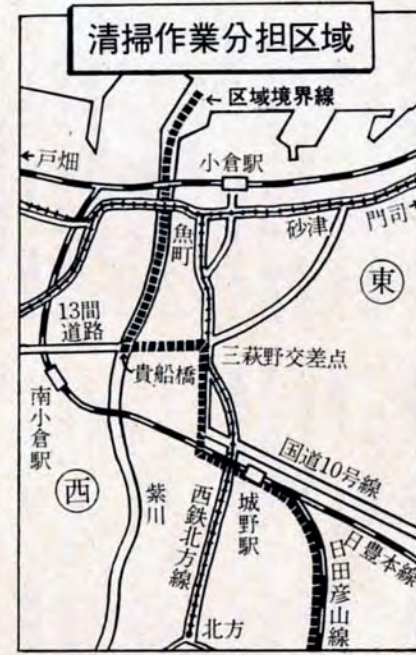 清掃作業分担区域
← 区域境界線
←戸畑
小倉駅
魚町
砂津
門司
東
13間
道路
三萩野交差点
貴船橋
南小倉駅
国道10号線
西
紫川
西鉄北方線
城野駅
日豊本線
日田彦山線
北方